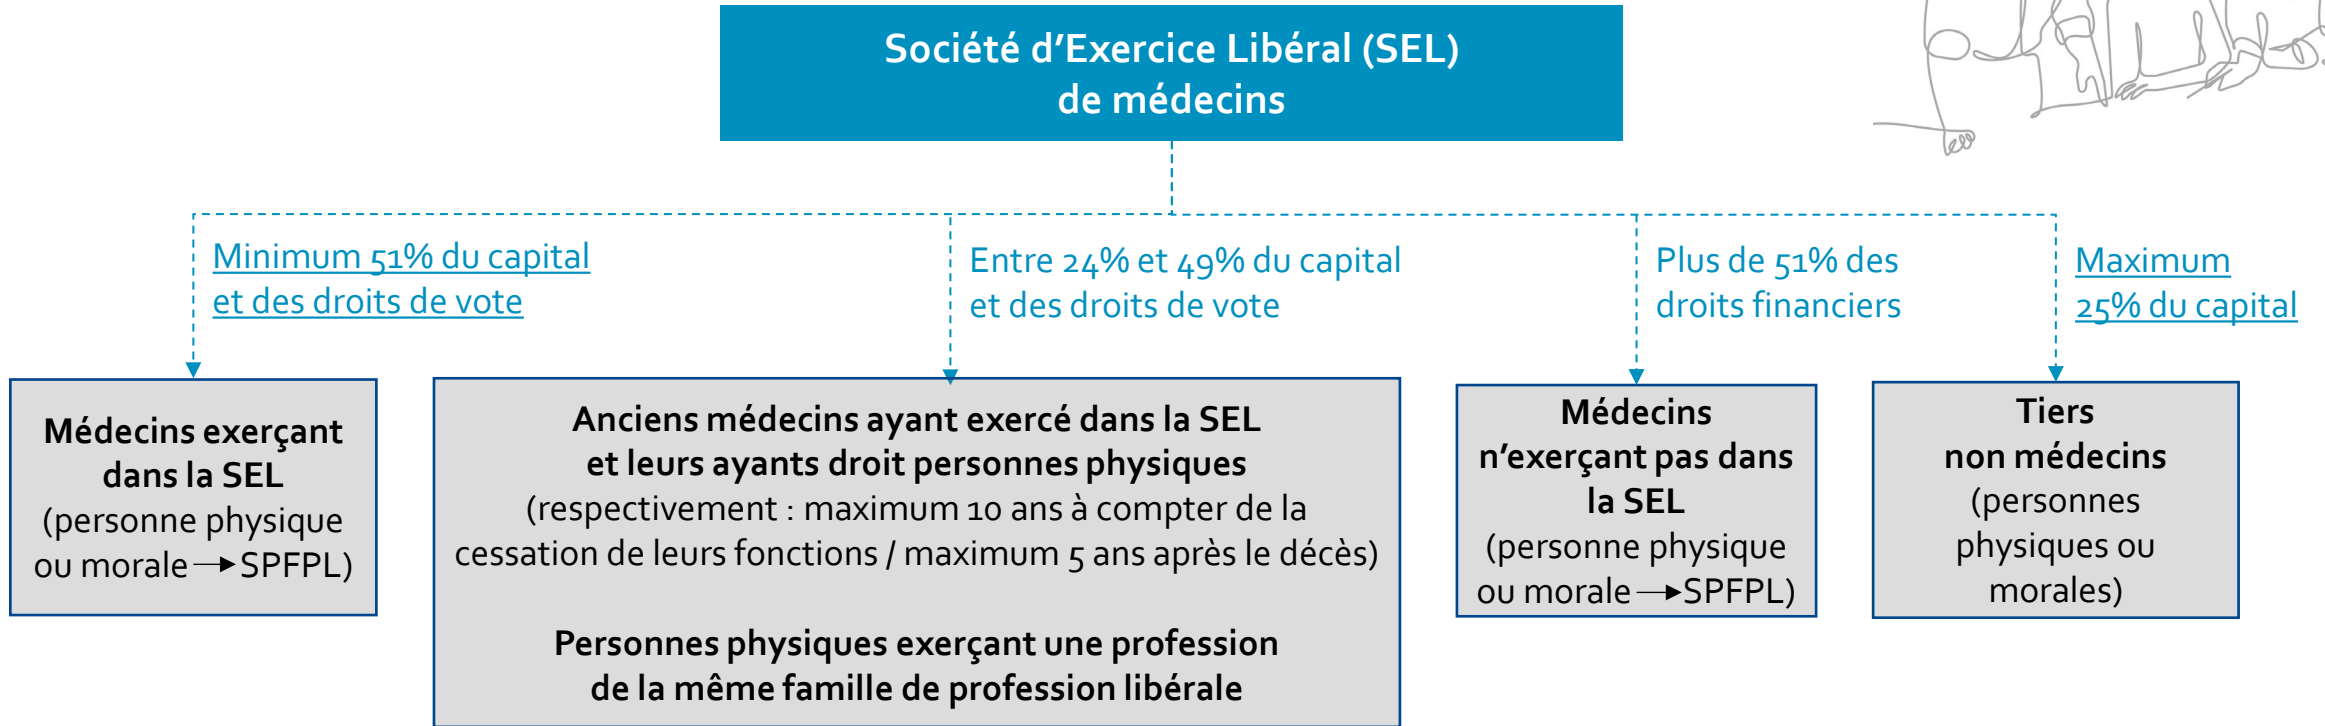 Société d'Exercice Libéral (SEL)
de médecins
Minimum 51% du capital
et des droits de vote
Entre 24% et 49% du capital
et des droits de vote
Plus de 51% des
droits financiers
Maximum
25% du capital
Médecins exerçant
dans la SEL
(personne physique
ou morale→SPFPL)
Anciens médecins ayant exercé dans la SEL
et leurs ayants droit personnes physiques
(respectivement : maximum 10 ans à compter de la
cessation de leurs fonctions / maximum 5 ans après le décès)
Personnes physiques exerçant une profession
de la même famille de profession libérale
Médecins
n'exerçant pas dans
la SEL
(personne physique
ou morale→SPFPL)
Tiers
non médecins
(personnes
physiques ou
morales)